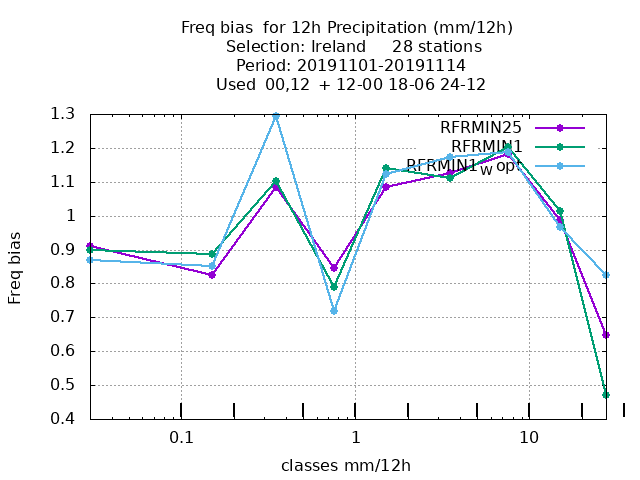 Freq bias  for 12h Precipitation (mm/12h)
Selection: Ireland     28 stations
Period: 20191101-20191114
Used  00,12  + 12-00 18-06 24-12
RFRMIN25
RFRMIN1
RFRMIN1w opt
1.3
1.2
1.1
1
0.9
0.8
0.7
0.6
0.5
0.4
Freq bias
0.1
1
10
classes mm/12h